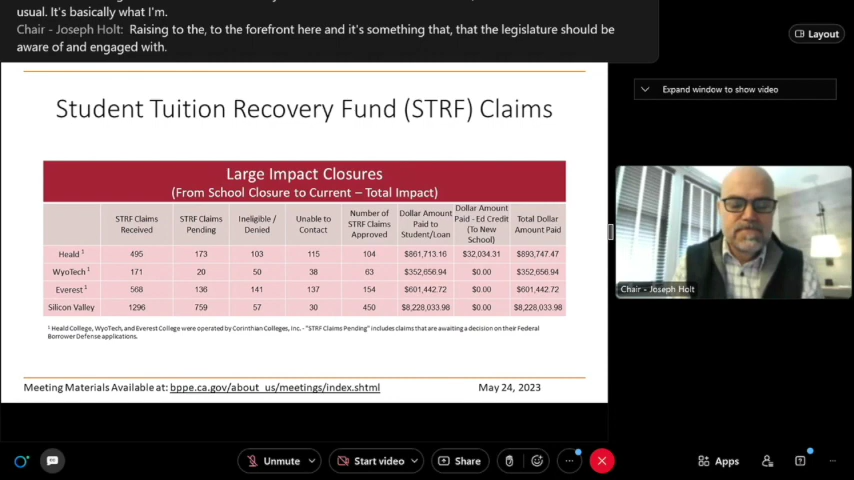 usual. It's basically what I'm.
Chair - Joseph Holt: Raising to the, to the forefront here and it's something that, that the legislature should be
aware of and engaged with.
Layout
Expand window to show video
Student Tuition Recovery Fund (STRF) Claims
Large Impact Closures
(From School Closure to Current – Total Impact)
STRF Claims Received STRF Claims Pending Ineligible / Denied Unable to Contact Number of STRF Claims Approved Dollar Amount Paid to Student/Loan Dollar Amount Paid - Ed Credit (To New School) Total Dollar Amount Paid
Heald 1 495 173 103 115 104 $861,713.16 $32,034.31 $893,747.47
WyoTech 1 171 20 50 38 63 $352,656.94 $0.00 $352,656.94
Everest 1 568 136 141 137 154 $601,442.72 $0.00 $601,442.72
Silicon Valley 1296 759 57 30 450 $8,228,033.98 $0.00 $8,228,033.98
1 Heald College, WyoTech, and Everest College were operated by Corinthian Colleges, Inc. - "STRF Claims Pending" includes claims that are awaiting a decision on their Federal
Borrower Defense applications.
Chair - Joseph Holt
Meeting Materials Available at: bppe.ca.gov/about_us/meetings/index.shtml May 24, 2023
Unmute Start video Share Apps